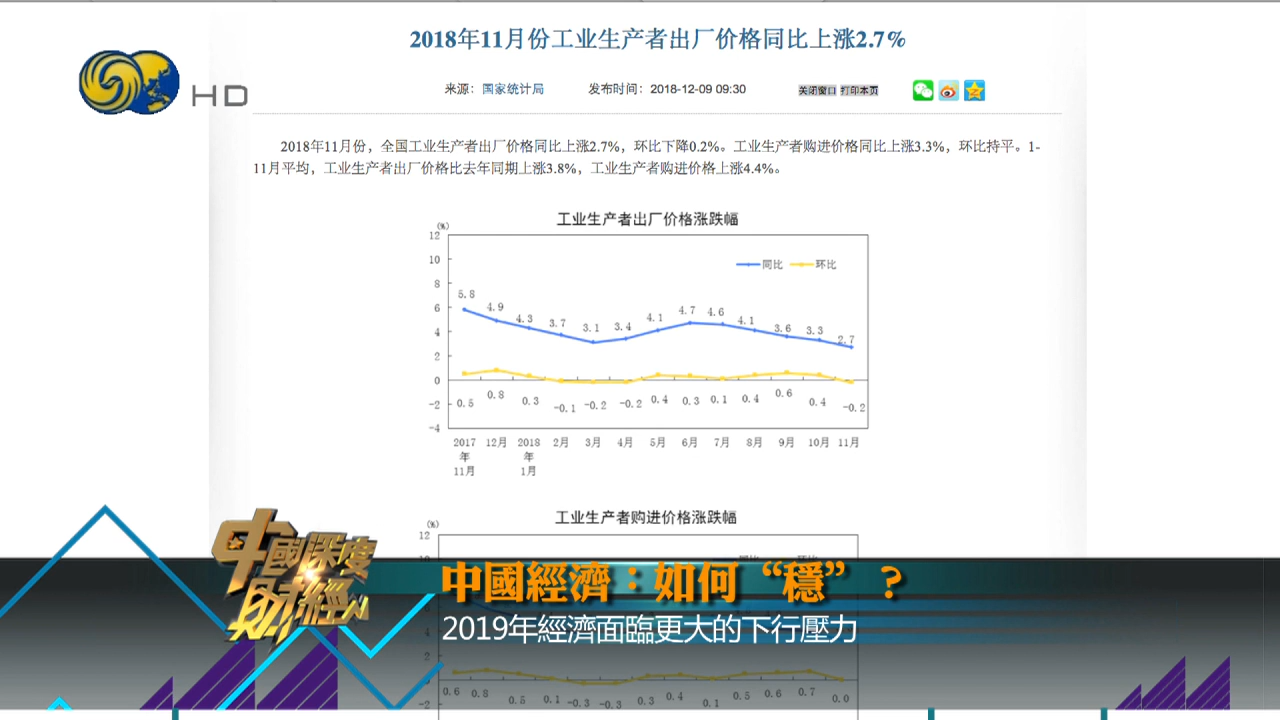 2018年11月份工业生产者出厂价格同比上涨2.7%
HD
来源：国家统计局 发布时间：2018-12-09 09:30 关闭窗口 打印本页
2018年11月份，全国工业生产者出厂价格同比上涨2.7%，环比下降0.2%。工业生产者购进价格同比上涨3.3%，环比持平。1-
11月平均，工业生产者出厂价格比去年同期上涨3.8%，工业生产者购进价格上涨4.4%。
工业生产者出厂价格涨跌幅
(%)
12
10
8
6
4
2
0
-2
-4
同比 环比
5.8 4.9 4.3 3.7 3.1 3.4 4.1 4.7 4.6 4.1 3.6 3.3 2.7
0.5 0.8 0.3 -0.1 -0.2 -0.2 0.4 0.3 0.1 0.4 0.6 0.4 -0.2
2017年11月 12月 2018年1月 2月 3月 4月 5月 6月 7月 8月 9月 10月 11月
工业生产者购进价格涨跌幅
(%)
12
中國深度財經
中國經濟：如何“穩”？
2019年經濟面臨更大的下行壓力
2
-2
0.6 0.8 0.5 0.1 -0.3 -0.3 0.3 0.4 0.1 0.5 0.6 0.7 0.0